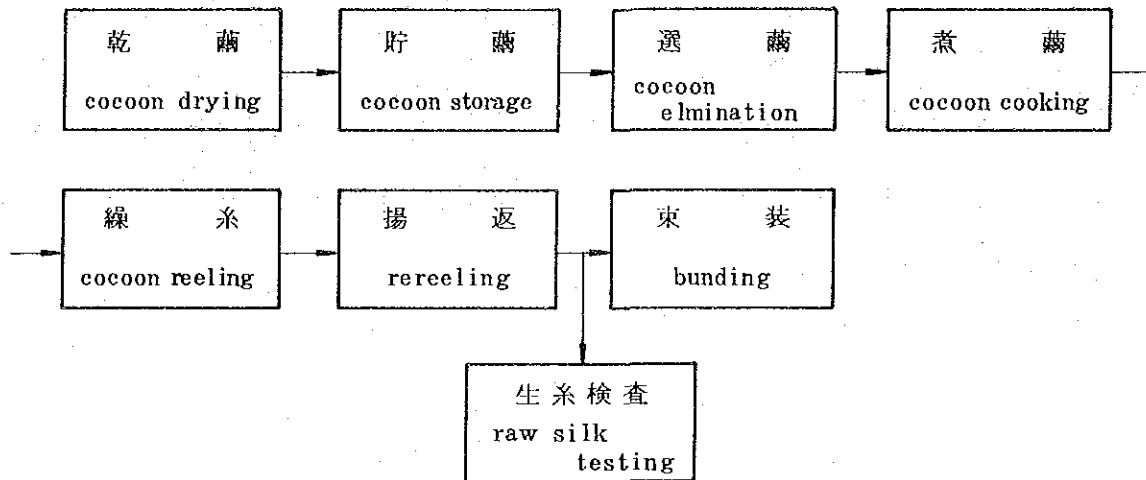 乾繭
cocoon drying
貯繭
cocoon storage
選繭
cocoon
elmination
煮繭
cocoon cooking
繰糸
cocoon reeling
揚返
rereeling
束装
bunding
生糸検査
raw silk
testing